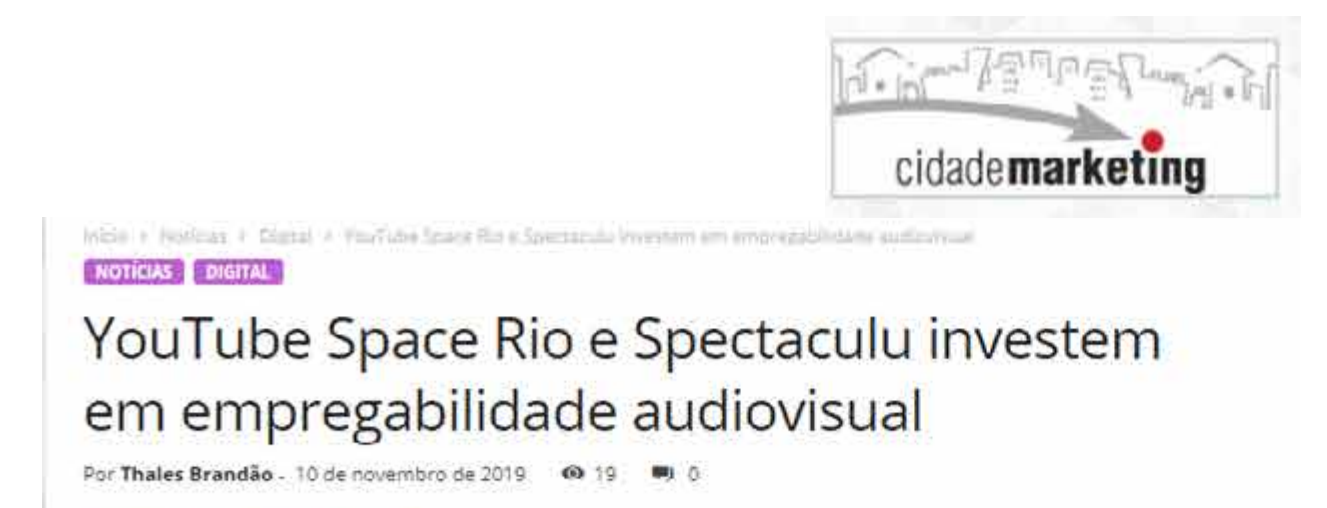 cidademarketing
Início › Notícias › Digital › YouTube Space Rio e Spectaculu investem em empregabilidade audiovisual
NOTÍCIAS DIGITAL
YouTube Space Rio e Spectaculu investem
em empregabilidade audiovisual
Por Thales Brandão - 10 de novembro de 2019 19 0